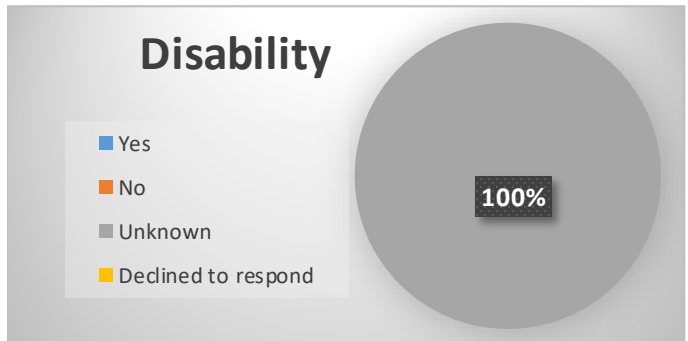 Disability
Yes
No
Unknown
Declined to respond
100%